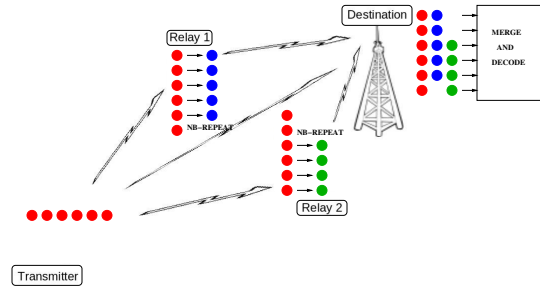 Destination
Relay 1
MERGE
AND
DECODE
NB-REPEAT
NB-REPEAT
Relay 2
Transmitter